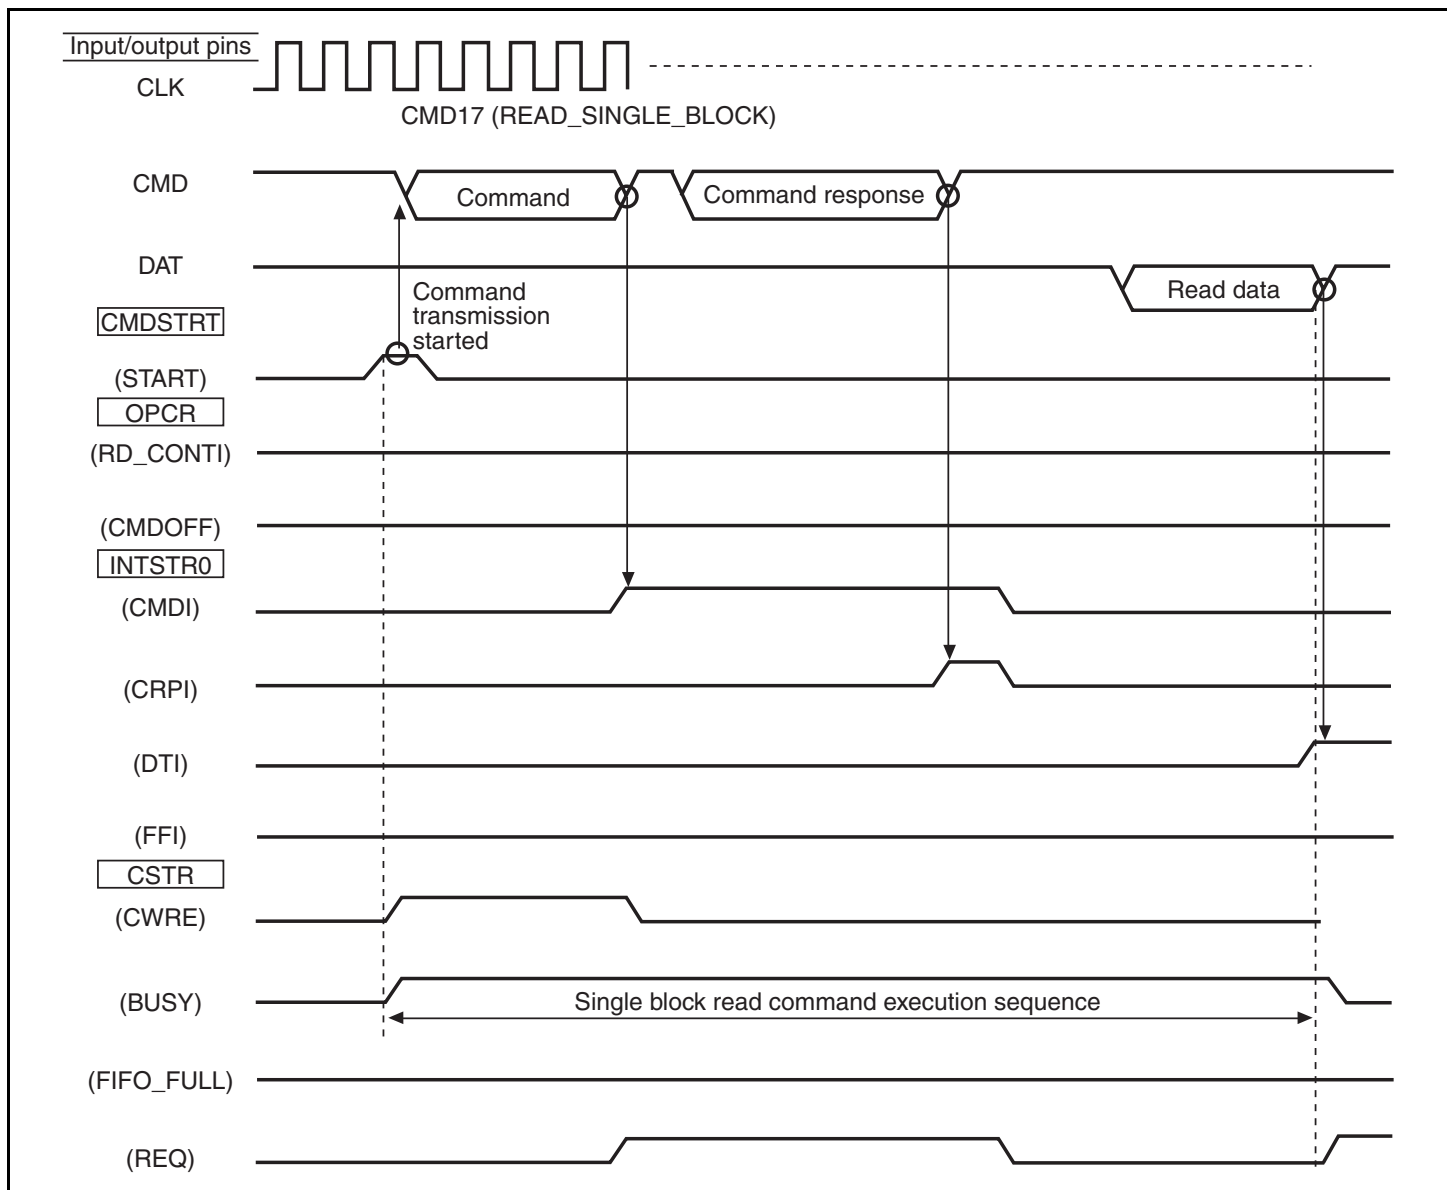 Input/output pins
CLK
CMD17 (READ_SINGLE_BLOCK)
CMD
Command
Command response
DAT
Read data
Command
transmission
started
CMDSTRT
(START)
OPCR
(RD_CONTI)
(CMDOFF)
INTSTR0
(CMDI)
(CRPI)
(DTI)
(FFI)
CSTR
(CWRE)
(BUSY)
Single block read command execution sequence
(FIFO_FULL)
(REQ)